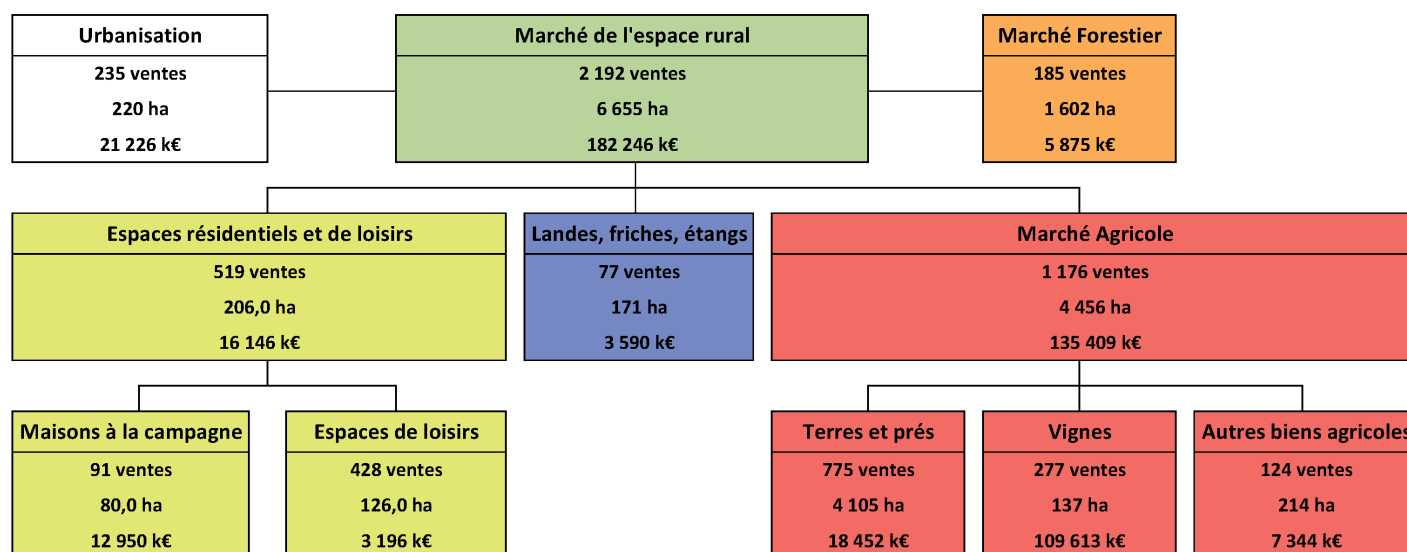 Urbanisation
235 ventes
220 ha
21 226 k€
Marché de l'espace rural
2 192 ventes
6 655 ha
182 246 k€
Marché Forestier
185 ventes
1 602 ha
5 875 k€
Espaces résidentiels et de loisirs
519 ventes
206,0 ha
16 146 k€
Landes, friches, étangs
77 ventes
171 ha
3 590 k€
Marché Agricole
1 176 ventes
4 456 ha
135 409 k€
Maisons à la campagne
91 ventes
80,0 ha
12 950 k€
Espaces de loisirs
428 ventes
126,0 ha
3 196 k€
Terres et prés
775 ventes
4 105 ha
18 452 k€
Vignes
277 ventes
137 ha
109 613 k€
Autres biens agricoles
124 ventes
214 ha
7 344 k€